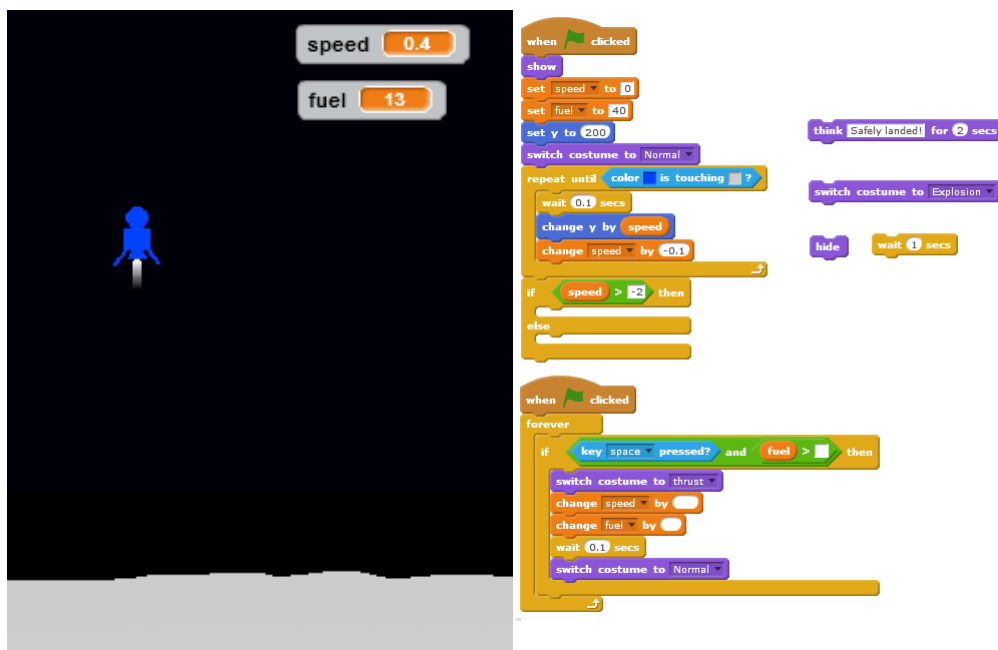 speed 0.4
fuel 13
when clicked
show
set speed to 0
set fuel to 40
set y to 200
switch costume to Normal
repeat until color is touching ?
wait 0.1 secs
change y by speed
change speed by -0.1
if speed > -2 then
else
think Safely landed! for 2 secs
switch costume to Explosion
hide
wait 1 secs
when clicked
forever
if key space pressed? and fuel > then
switch costume to thrust
change speed by
change fuel by
wait 0.1 secs
switch costume to Normal